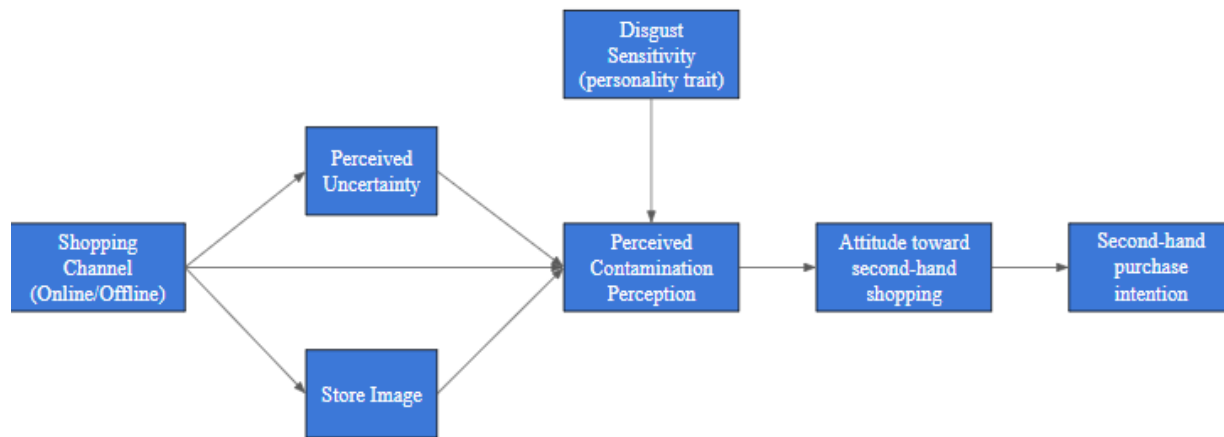 Disgust
Sensitivity
(personality trait)
Perceived
Uncertainty
Shopping
Channel
(Online/Offline)
Perceived
Contamination
Perception
Attitude toward
second-hand
shopping
Second-hand
purchase
intention
Store Image